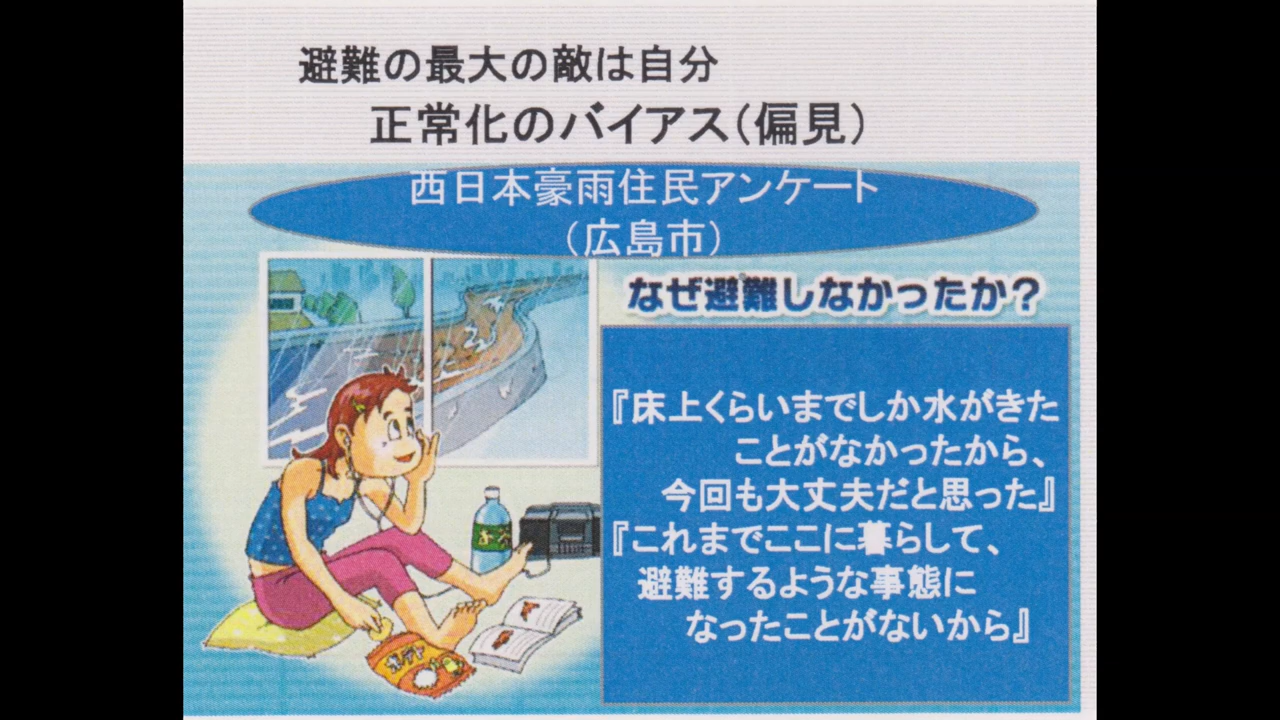 避難の最大の敵は自分
正常化のバイアス(偏見)
西日本豪雨住民アンケート
(広島市)
なぜ避難しなかったか?
『床上くらいまでしか水がきた
ことがなかったから、
今回も大丈夫だと思った』
『これまでここに暮らして、
避難するような事態に
なったことがないから』
お茶
ポテト